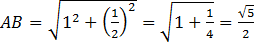 AB = √(1² + (1/2)²) = √(1 + 1/4) = √5/2